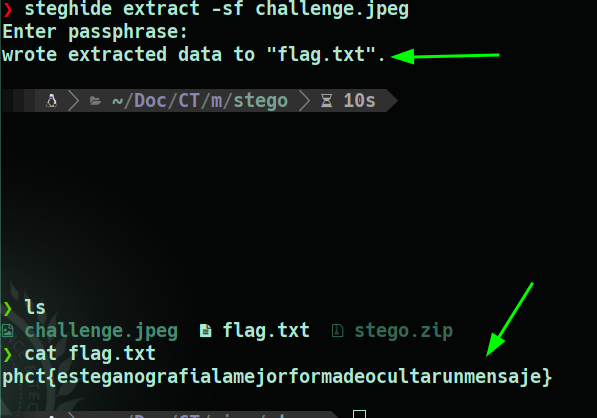 ❯ steghide extract -sf challenge.jpeg
Enter passphrase:
wrote extracted data to "flag.txt".
~/Doc/CT/m/stego 10s
❯ ls
challenge.jpeg flag.txt stego.zip
❯ cat flag.txt
phct{esteganografialamejorformadeocultarunmensaje}